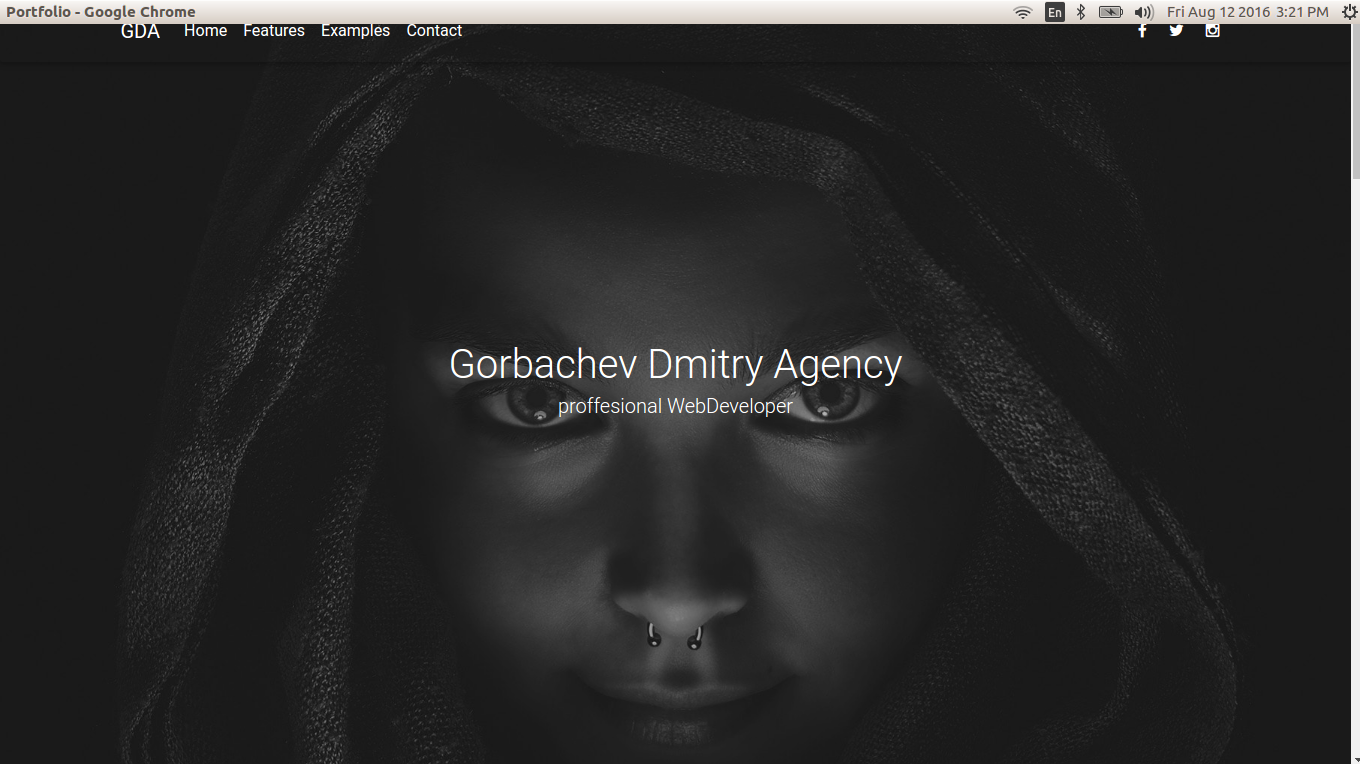 Portfolio - Google Chrome En Fri Aug 12 2016 3:21 PM
GDA Home Features Examples Contact
Gorbachev Dmitry Agency
proffesional WebDeveloper